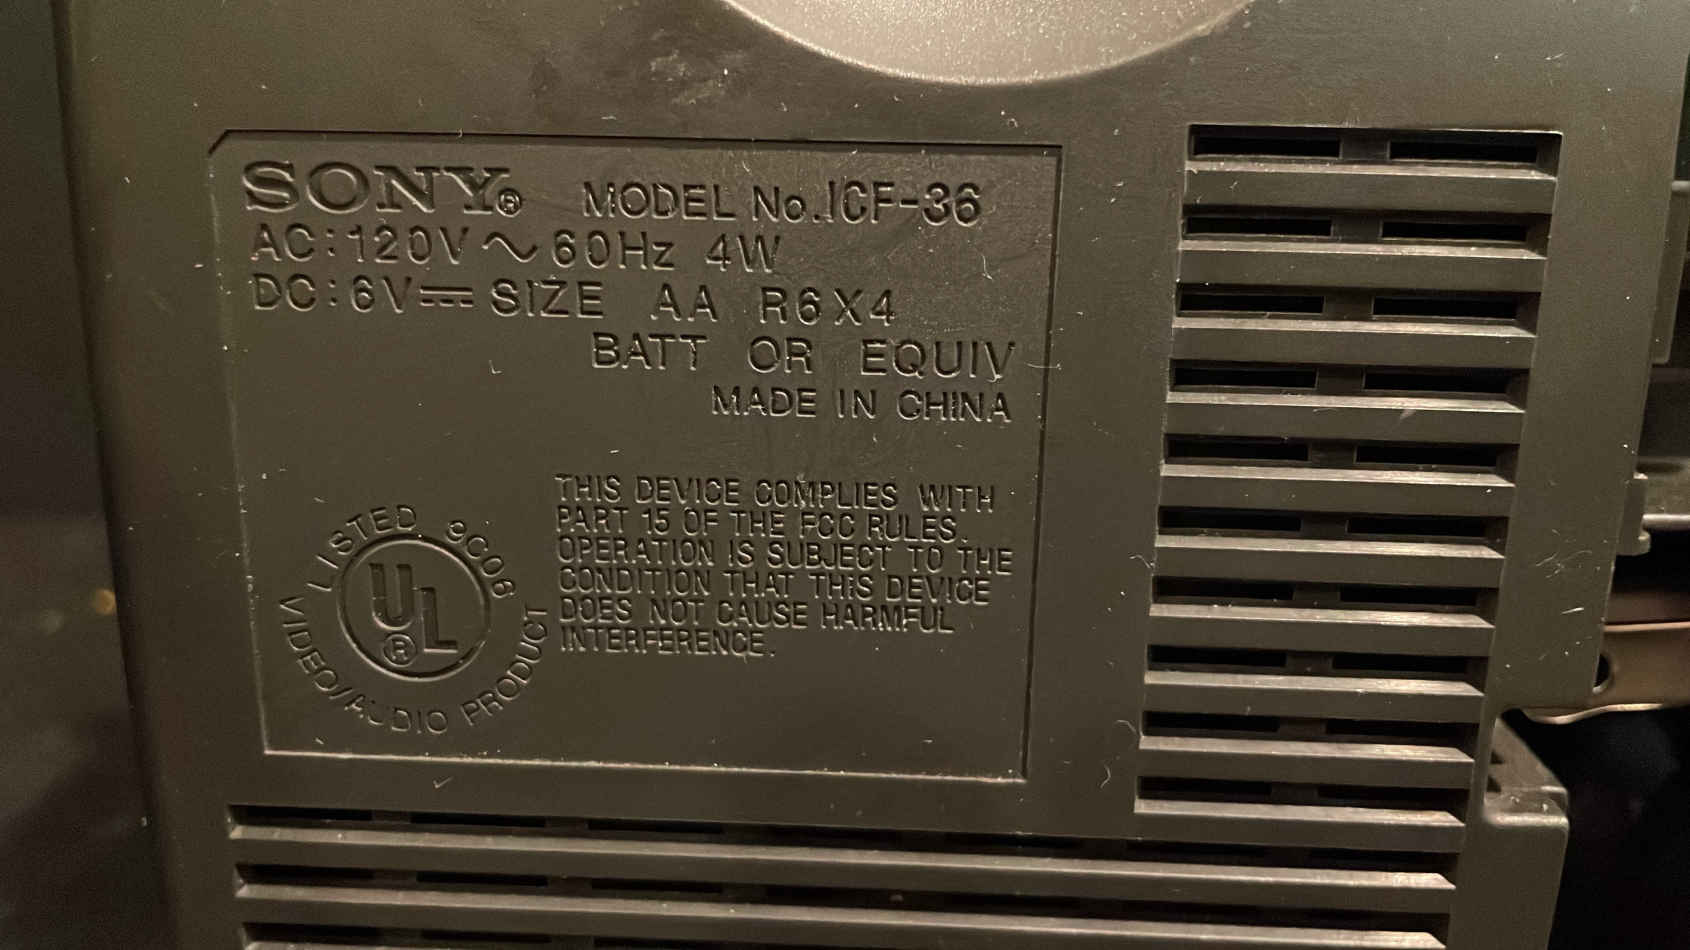 SONY® MODEL No. ICF-36
AC:120V ~ 60Hz 4W
DC:6V⎓ SIZE AA R6X4
BATT OR EQUIV
MADE IN CHINA
THIS DEVICE COMPLIES WITH
PART 15 OF THE FCC RULES.
OPERATION IS SUBJECT TO THE
CONDITION THAT THIS DEVICE
DOES NOT CAUSE HARMFUL
INTERFERENCE.
LISTED 9C06
UL®
VIDEO/AUDIO PRODUCT